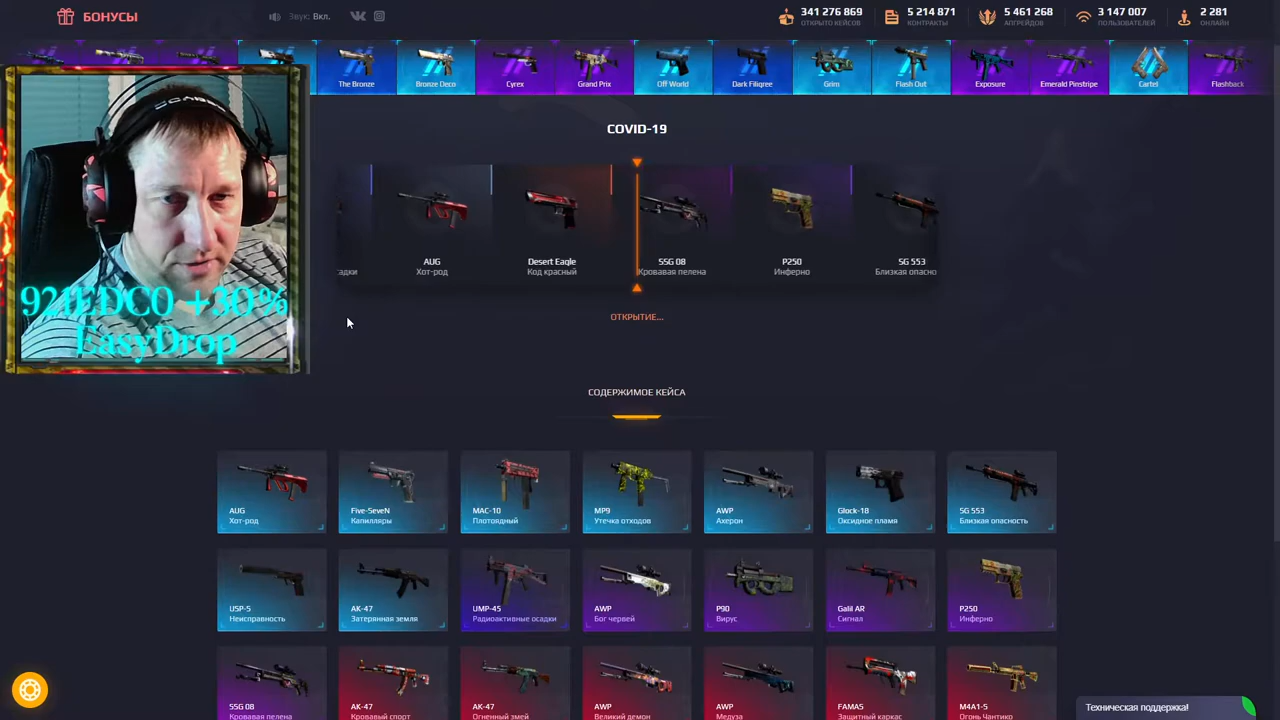 БОНУСЫ
Звук: Вкл.
341 276 869
ОТКРЫТО КЕЙСОВ
5 214 871
КОНТРАКТЫ
5 461 268
АПГРЕЙДОВ
3 147 007
ПОЛЬЗОВАТЕЛЕЙ
2 281
ОНЛАЙН
The Bronze
Bronze Deco
Cyrex
Grand Prix
Off World
Dark Filigree
Grim
Flash Out
Exposure
Emerald Pinstripe
Cartel
Flashback
COVID-19
адки
AUG
Хот-род
Desert Eagle
Код красный
SSG 08
Кровавая пелена
P250
Инферно
SG 553
Близкая опасно
ОТКРЫТИЕ...
921EDC0 +30%
EasyDrop
СОДЕРЖИМОЕ КЕЙСА
AUG
Хот-род
Five-SeveN
Капилляры
MAC-10
Плотоядный
MP9
Утечка отходов
AWP
Ахерон
Glock-18
Оксидное пламя
SG 553
Близкая опасность
USP-S
Неисправность
AK-47
Затерянная земля
UMP-45
Радиоактивные осадки
AWP
Бог червей
P90
Вирус
Galil AR
Сигнал
P250
Инферно
SSG 08
Кровавая пелена
AK-47
Кровавый спорт
AK-47
Огненный змей
AWP
Великий демон
AWP
Медуза
FAMAS
Защитный каркас
M4A1-S
Огонь Чантико
Техническая поддержка!